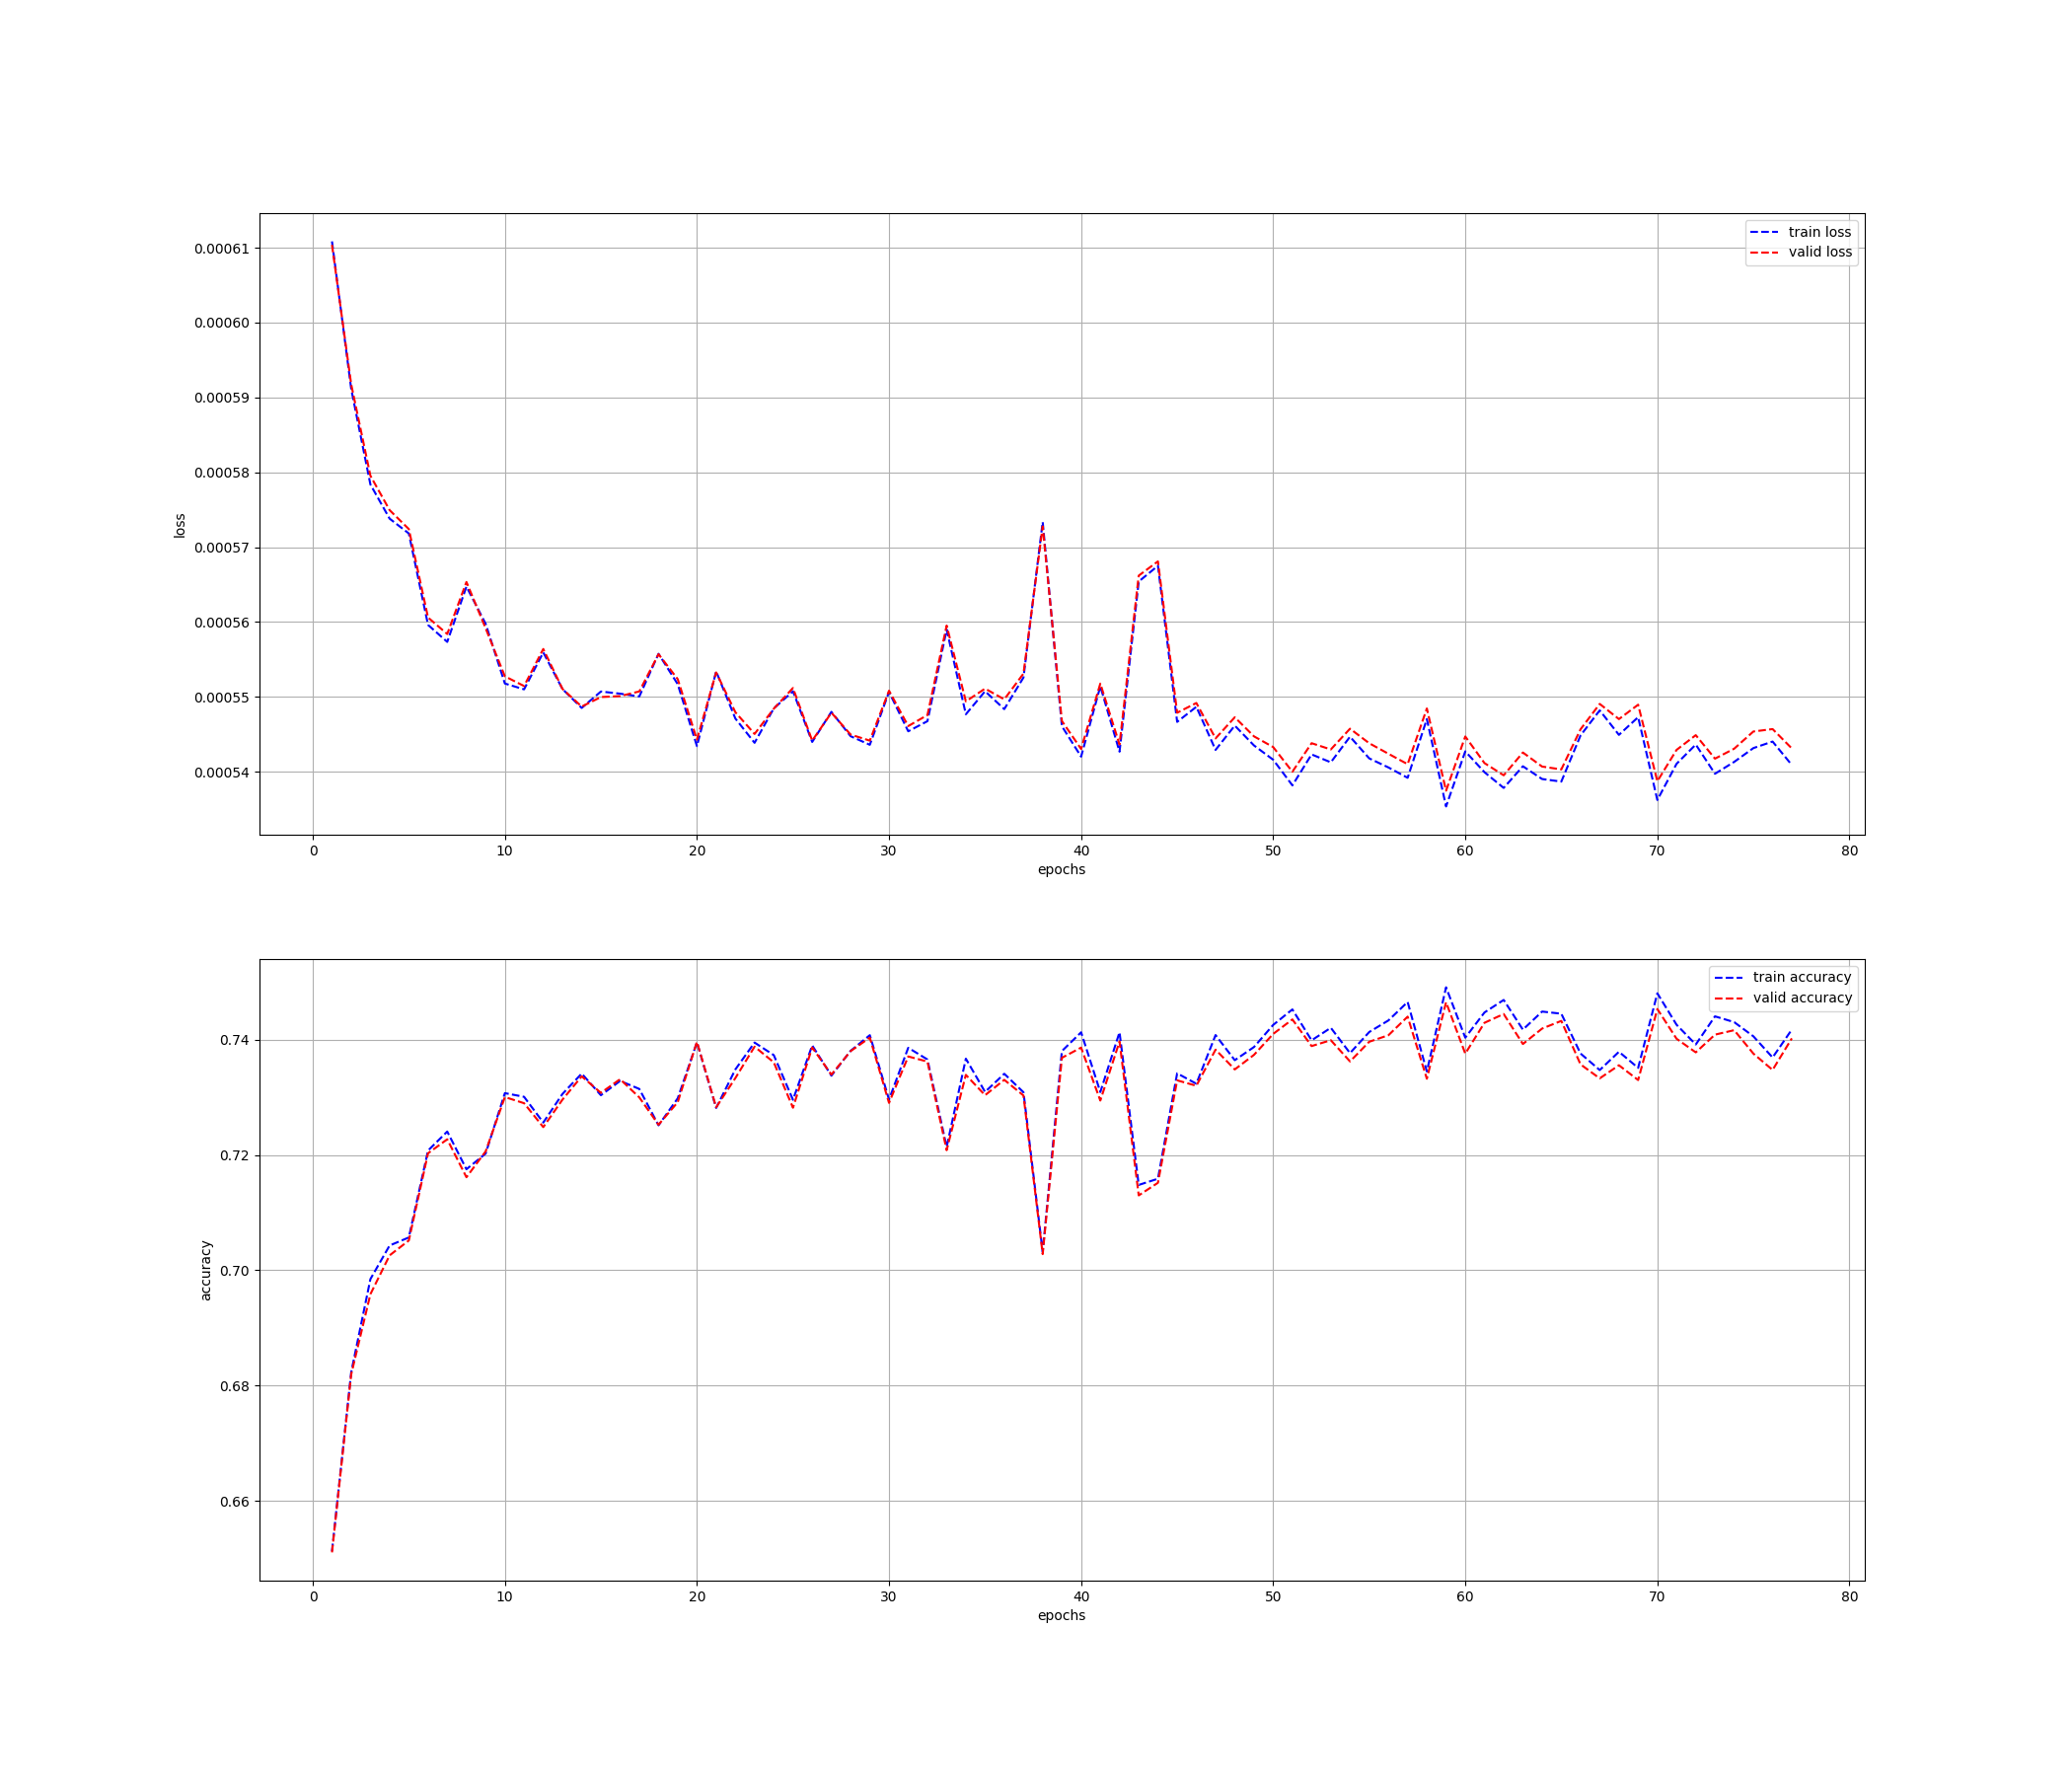 train loss
valid loss
0.00061
0.00060
0.00059
0.00058
0.00057
0.00056
0.00055
0.00054
loss
0 10 20 30 40 50 60 70 80
epochs
train accuracy
valid accuracy
0.74
0.72
0.70
0.68
0.66
accuracy
0 10 20 30 40 50 60 70 80
epochs